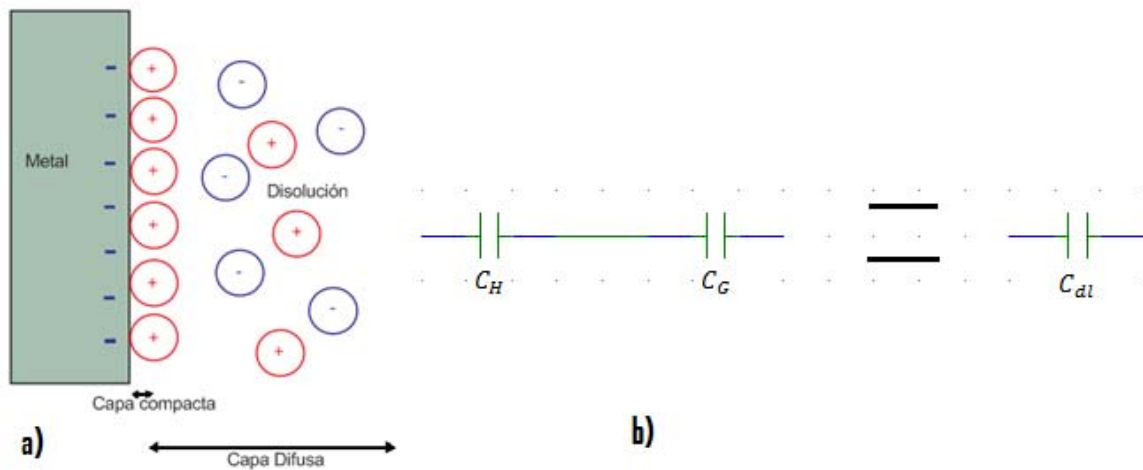 Metal
Disolución
Capa compacta
Capa Difusa
a)
C_H
C_G
C_dl
b)